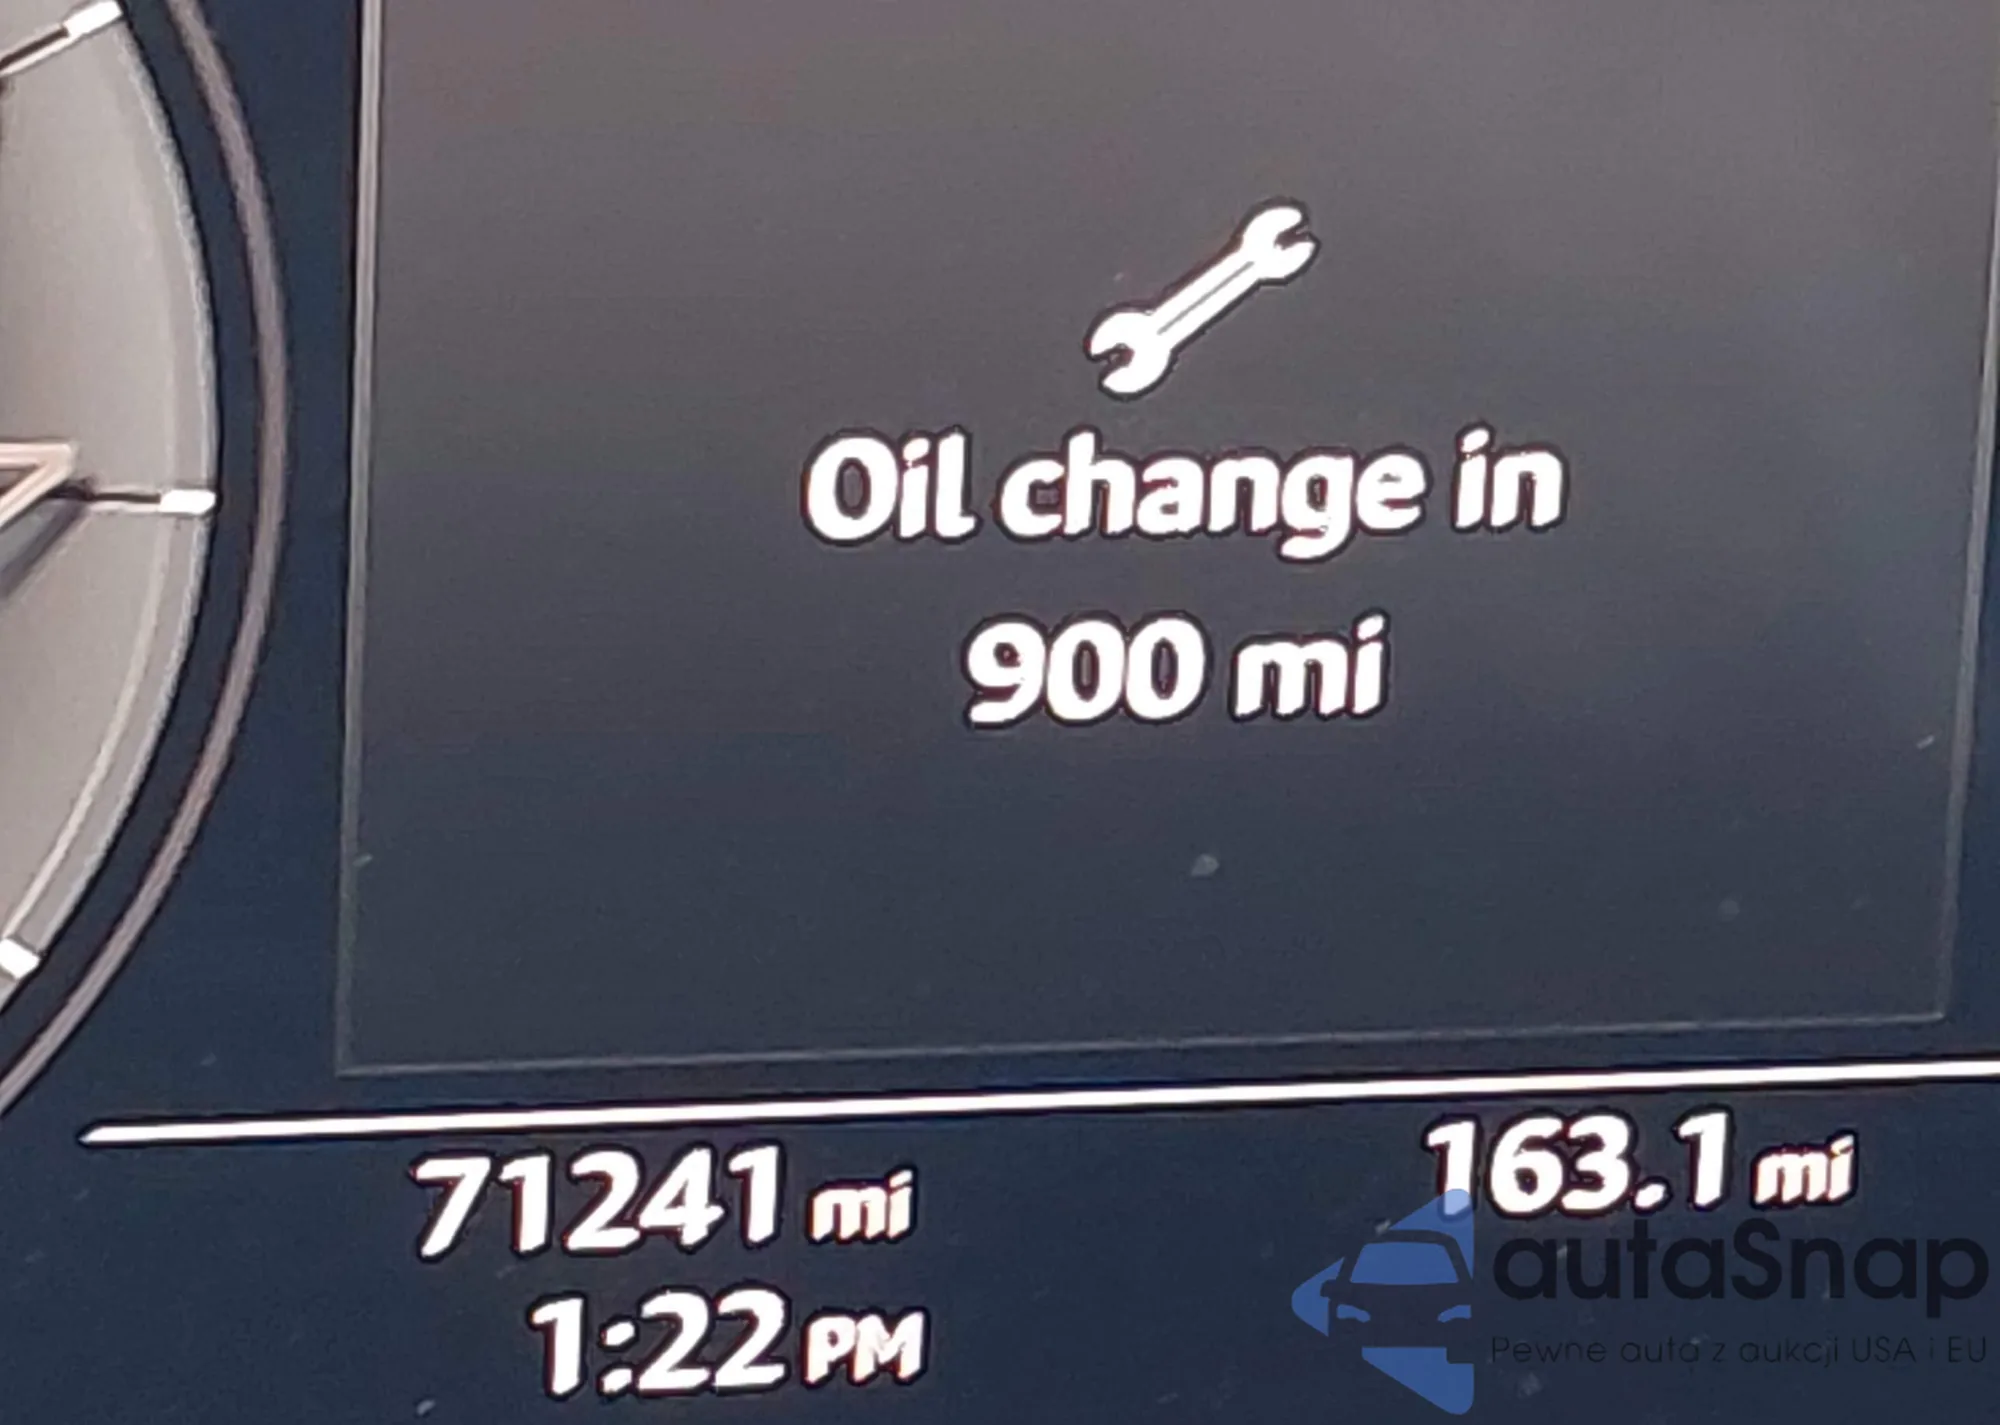 Oil change in
900 mi
71241 mi
163.1 mi
1:22 PM
autaSnap
Pewne auta z aukcji USA i EU